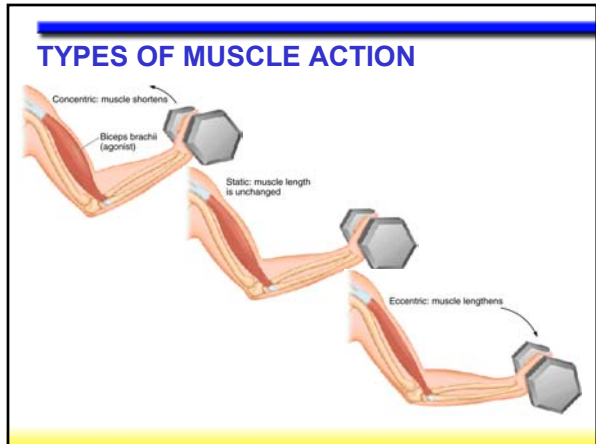 TYPES OF MUSCLE ACTION
Concentric: muscle shortens
Biceps brachii
(agonist)
Static: muscle length
is unchanged
Eccentric: muscle lengthens